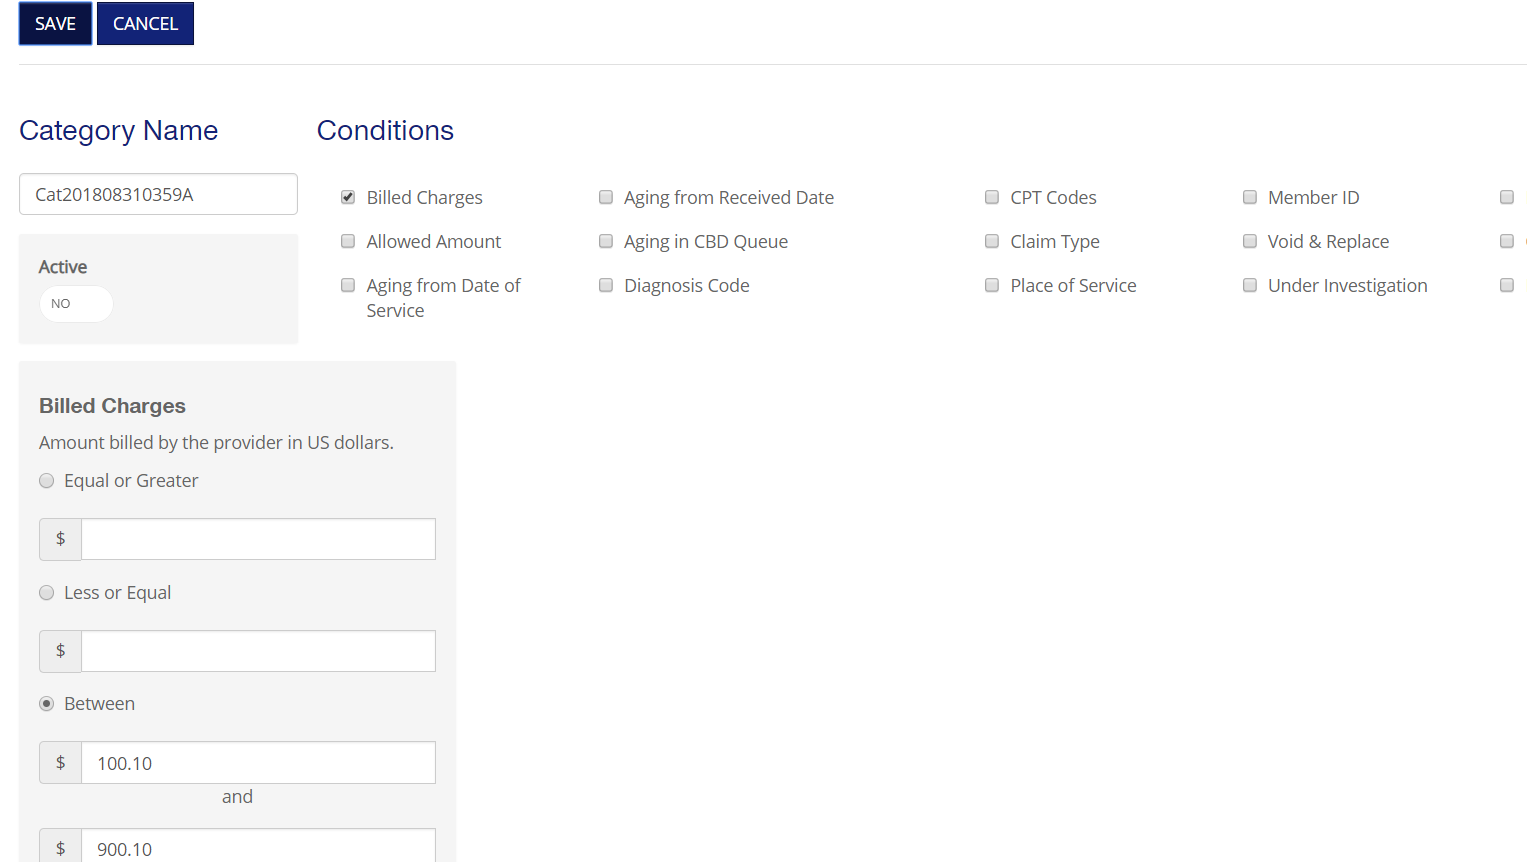 SAVE CANCEL
Category Name Conditions
Cat201808310359A
Billed Charges Aging from Received Date CPT Codes Member ID
Allowed Amount Aging in CBD Queue Claim Type Void & Replace
Active
Aging from Date of Service Diagnosis Code Place of Service Under Investigation
NO
Billed Charges
Amount billed by the provider in US dollars.
Equal or Greater
$
Less or Equal
$
Between
$ 100.10
and
$ 900.10